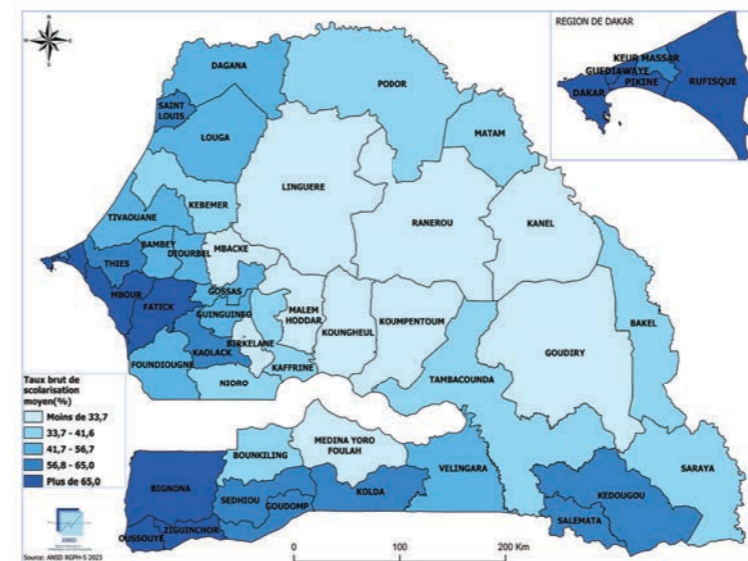 REGION DE DAKAR
KEUR MASSAR
GUEDIAWAYE
PIKINE
RUFISQUE
DAKAR
DAGANA
PODOR
SAINT
LOUIS
LOUGA
MATAM
LINGUERE
KEBEMER
RANEROU
KANEL
TIVAOUANE
BAMBEY
DIOURBEL
MBACKE
THIES
MBOUR
FATICK
GOSSAS
GUINGUINEO
MALEM
HODDAR
KOUNGHEUL
KOUMPENTOUM
BAKEL
BIRKELANE
GOUDIRY
KAOLACK
KAFFRINE
TAMBACOUNDA
FOUNDIOUGNE
NIORO
Taux brut de
scolarisation
moyen(%)
Moins de 33,7
33,7 - 41,6
41,7 - 56,7
56,8 - 65,0
Plus de 65,0
MEDINA YORO
FOULAH
BOUNKILING
VELINGARA
SARAYA
BIGNONA
SEDHIOU
KOLDA
KEDOUGOU
GOUDOMP
SALEMATA
ZIGUINCHOR
OUSSOUYE
ANSD
Source: ANSD RGPH-5 2023
0 100 200 Km